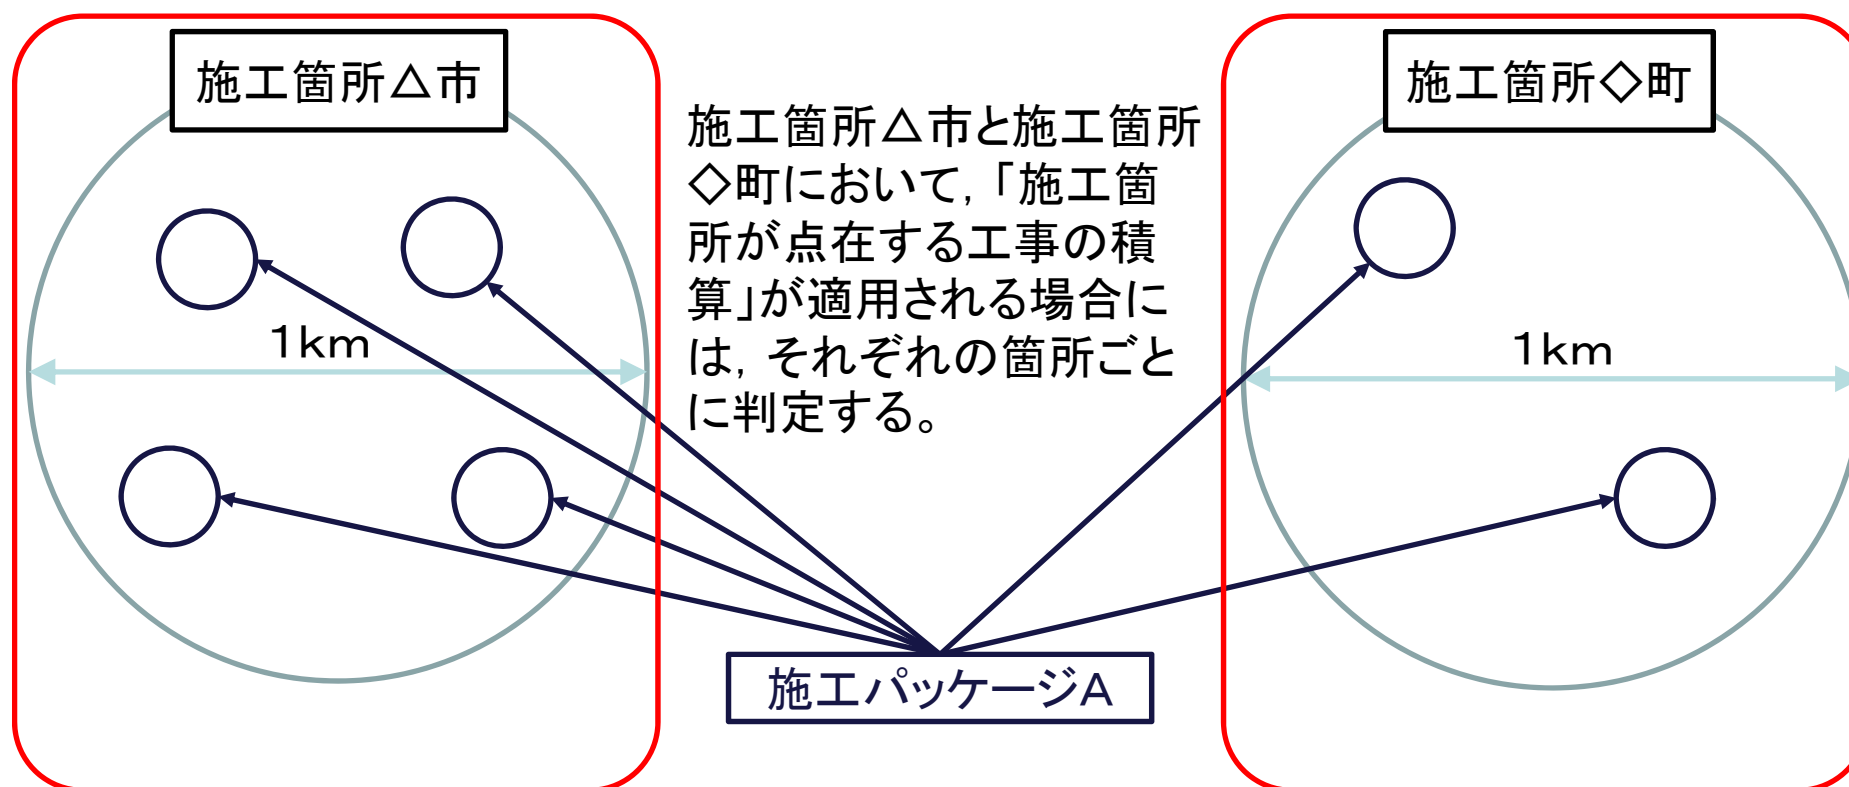 施工箇所△市
施工箇所△市と施工箇所
◇町において，「施工箇
所が点在する工事の積
算」が適用される場合に
は，それぞれの箇所ごと
に判定する。
施工箇所◇町
1km
1km
施工パッケージA